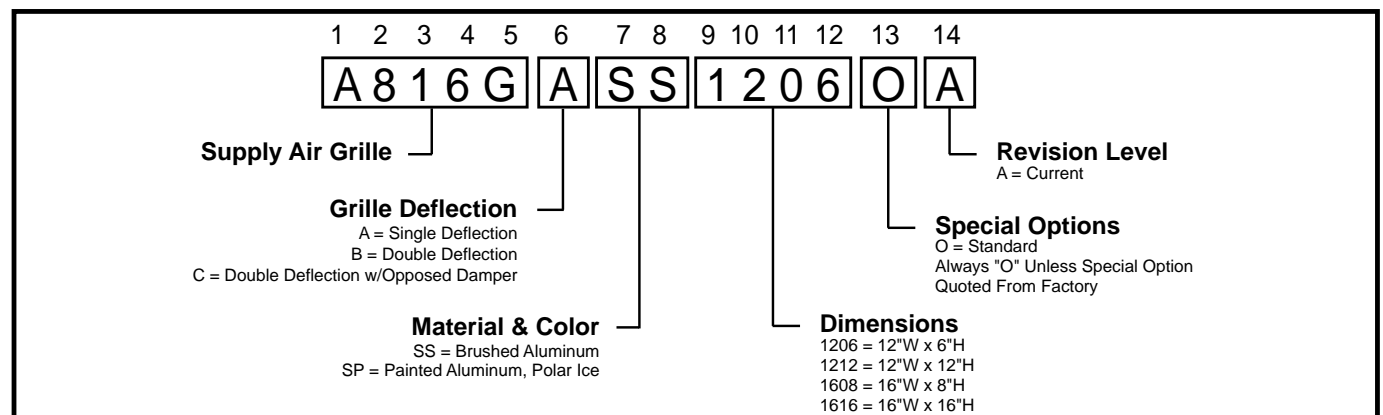 1 2 3 4 5 6 7 8 9 10 11 12 13 14
A816G A SS 1206 O A
Supply Air Grille
Revision Level
A = Current
Grille Deflection
A = Single Deflection
B = Double Deflection
C = Double Deflection w/Opposed Damper
Special Options
O = Standard
Always "O" Unless Special Option
Quoted From Factory
Material & Color
SS = Brushed Aluminum
SP = Painted Aluminum, Polar Ice
Dimensions
1206 = 12"W x 6"H
1212 = 12"W x 12"H
1608 = 16"W x 8"H
1616 = 16"W x 16"H